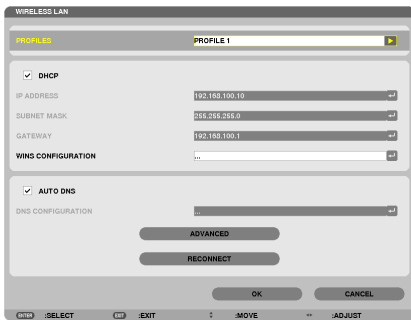 WIRELESS LAN
PROFILES PROFILE 1
DHCP
IP ADDRESS 192.168.100.10
SUBNET MASK 255.255.255.0
GATEWAY 192.168.100.1
WINS CONFIGURATION ...
AUTO DNS
DNS CONFIGURATION ...
ADVANCED
RECONNECT
OK CANCEL
ENTER :SELECT EXIT :EXIT :MOVE :ADJUST